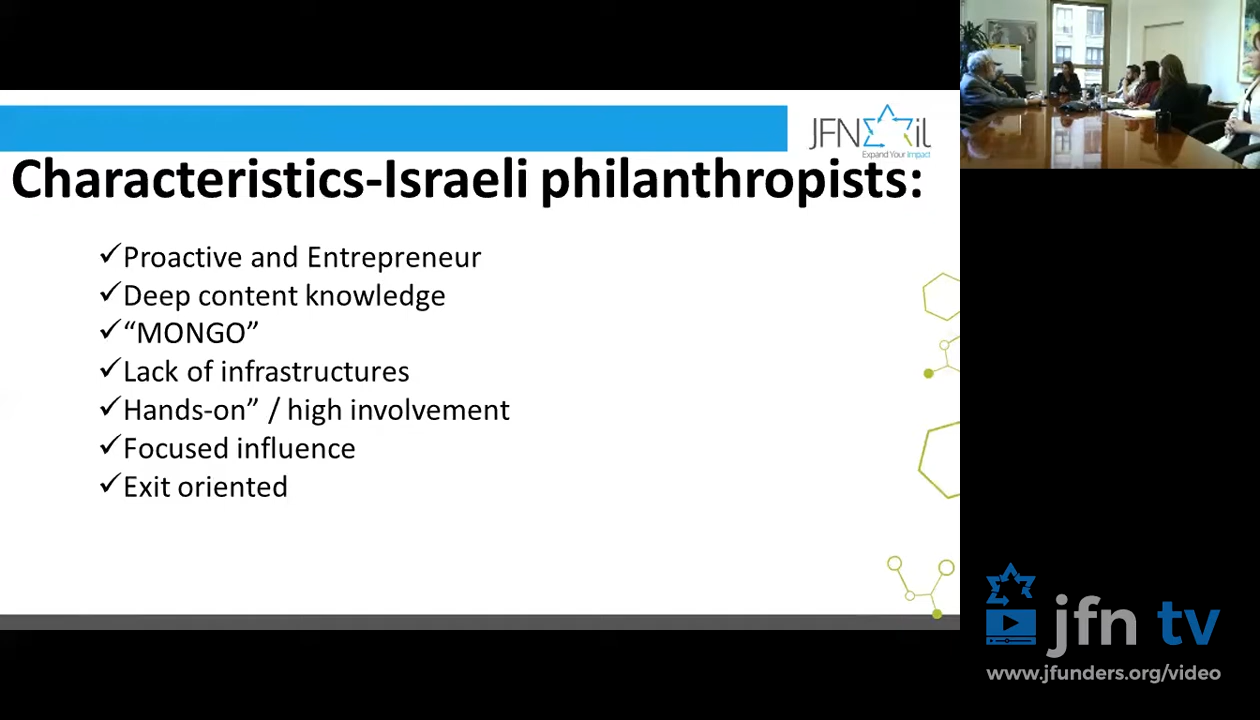 JFN il
Expand Your Impact
Characteristics-Israeli philanthropists:
✓Proactive and Entrepreneur
✓Deep content knowledge
✓“MONGO”
✓Lack of infrastructures
✓Hands-on” / high involvement
✓Focused influence
✓Exit oriented
jfn tv
www.jfunders.org/video